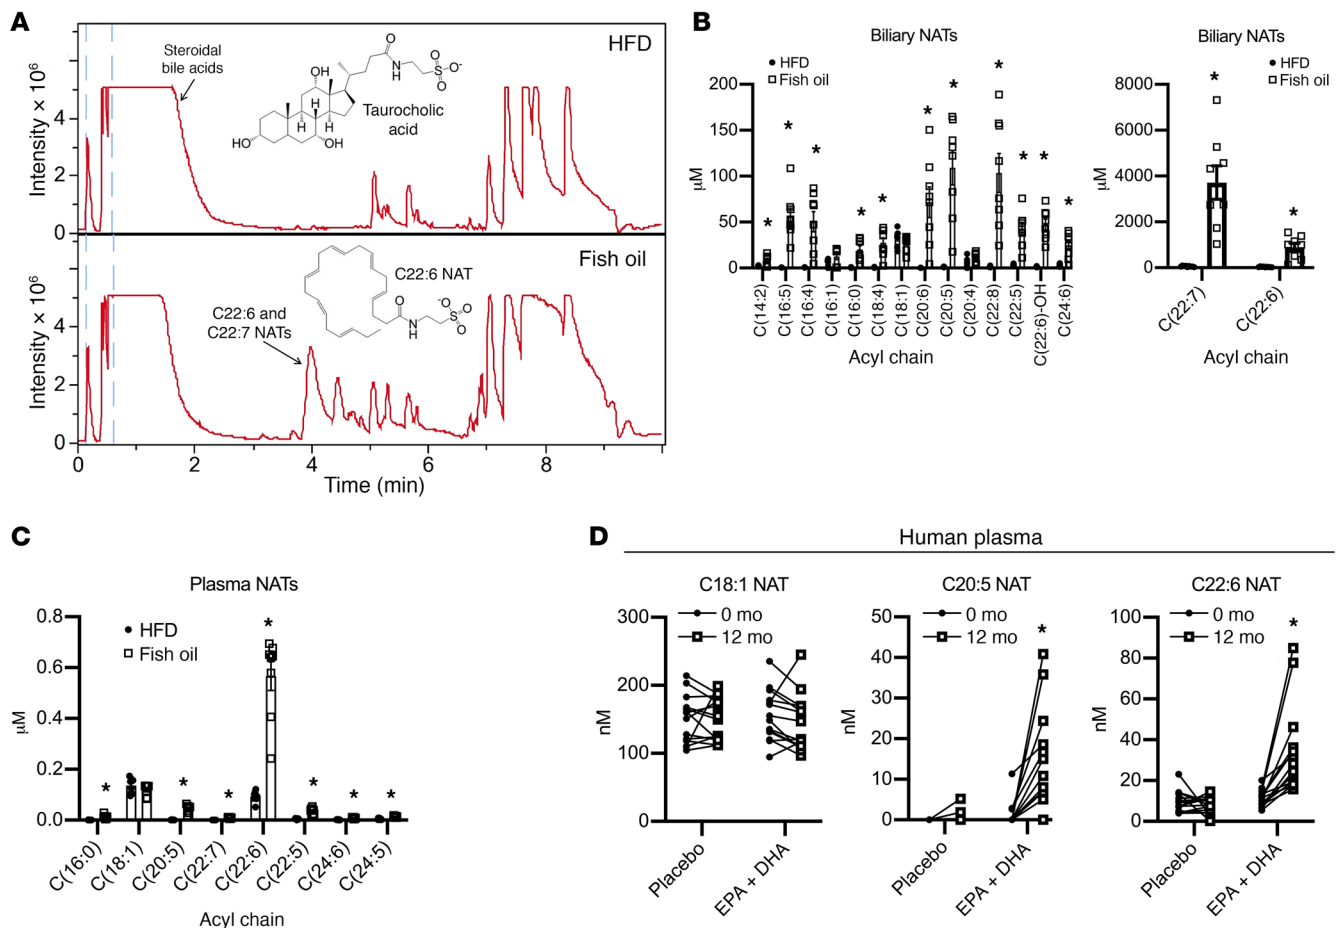 A
HFD
Steroidal
bile acids
OH
HO
OH
H
H
H
O
N
H
O
S
O
O-
Taurocholic
acid
Intensity × 10⁶
4
2
0
Fish oil
C22:6 NAT
O
N
H
-O
O
S
O
C22:6 and
C22:7 NATs
Intensity × 10⁶
4
2
0
0 2 4 6 8
Time (min)
B
Biliary NATs
HFD
Fish oil
μM
200
150
100
50
0
* * * * * * * * * * *
C(14:2) C(16:5) C(16:4) C(16:1) C(16:0) C(18:4) C(18:1) C(20:6) C(20:5) C(20:4) C(22:8) C(22:5) C(22:6)-OH C(24:6)
Acyl chain
Biliary NATs
HFD
Fish oil
μM
8000
6000
4000
2000
0
* *
C(22:7) C(22:6)
Acyl chain
C
Plasma NATs
HFD
Fish oil
μM
0.8
0.6
0.4
0.2
0.0
* * * * * * *
C(16:0) C(18:1) C(20:5) C(22:7) C(22:6) C(22:5) C(24:6) C(24:5)
Acyl chain
D
Human plasma
C18:1 NAT
0 mo
12 mo
nM
300
200
100
0
Placebo EPA + DHA
C20:5 NAT
0 mo
12 mo
*
nM
50
40
30
20
10
0
Placebo EPA + DHA
C22:6 NAT
0 mo
12 mo
*
nM
100
80
60
40
20
0
Placebo EPA + DHA